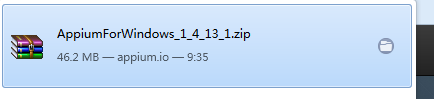 AppiumForWindows_1_4_13_1.zip
46.2 MB — appium.io — 9:35